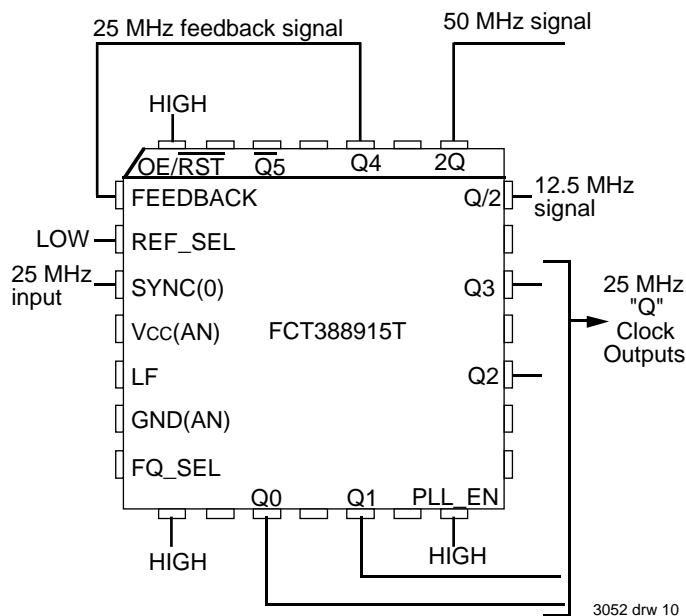 25 MHz feedback signal
50 MHz signal
HIGH
OE/RST
Q5
Q4
2Q
FEEDBACK
Q/2
12.5 MHz
signal
LOW
REF_SEL
25 MHz
input
SYNC(0)
Q3
25 MHz
"Q"
Clock
Outputs
VCC(AN)
FCT388915T
LF
Q2
GND(AN)
FQ_SEL
Q0
Q1
PLL_EN
HIGH
HIGH
3052 drw 10